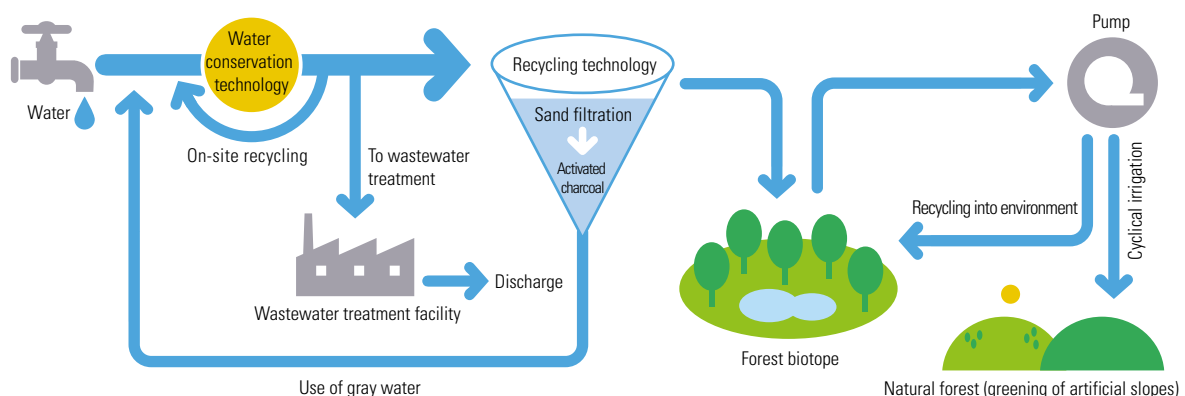 Water
Water
conservation
technology
On-site recycling
To wastewater
treatment
Wastewater treatment facility
Discharge
Use of gray water
Recycling technology
Sand filtration
Activated
charcoal
Forest biotope
Pump
Recycling into environment
Cyclical irrigation
Natural forest (greening of artificial slopes)